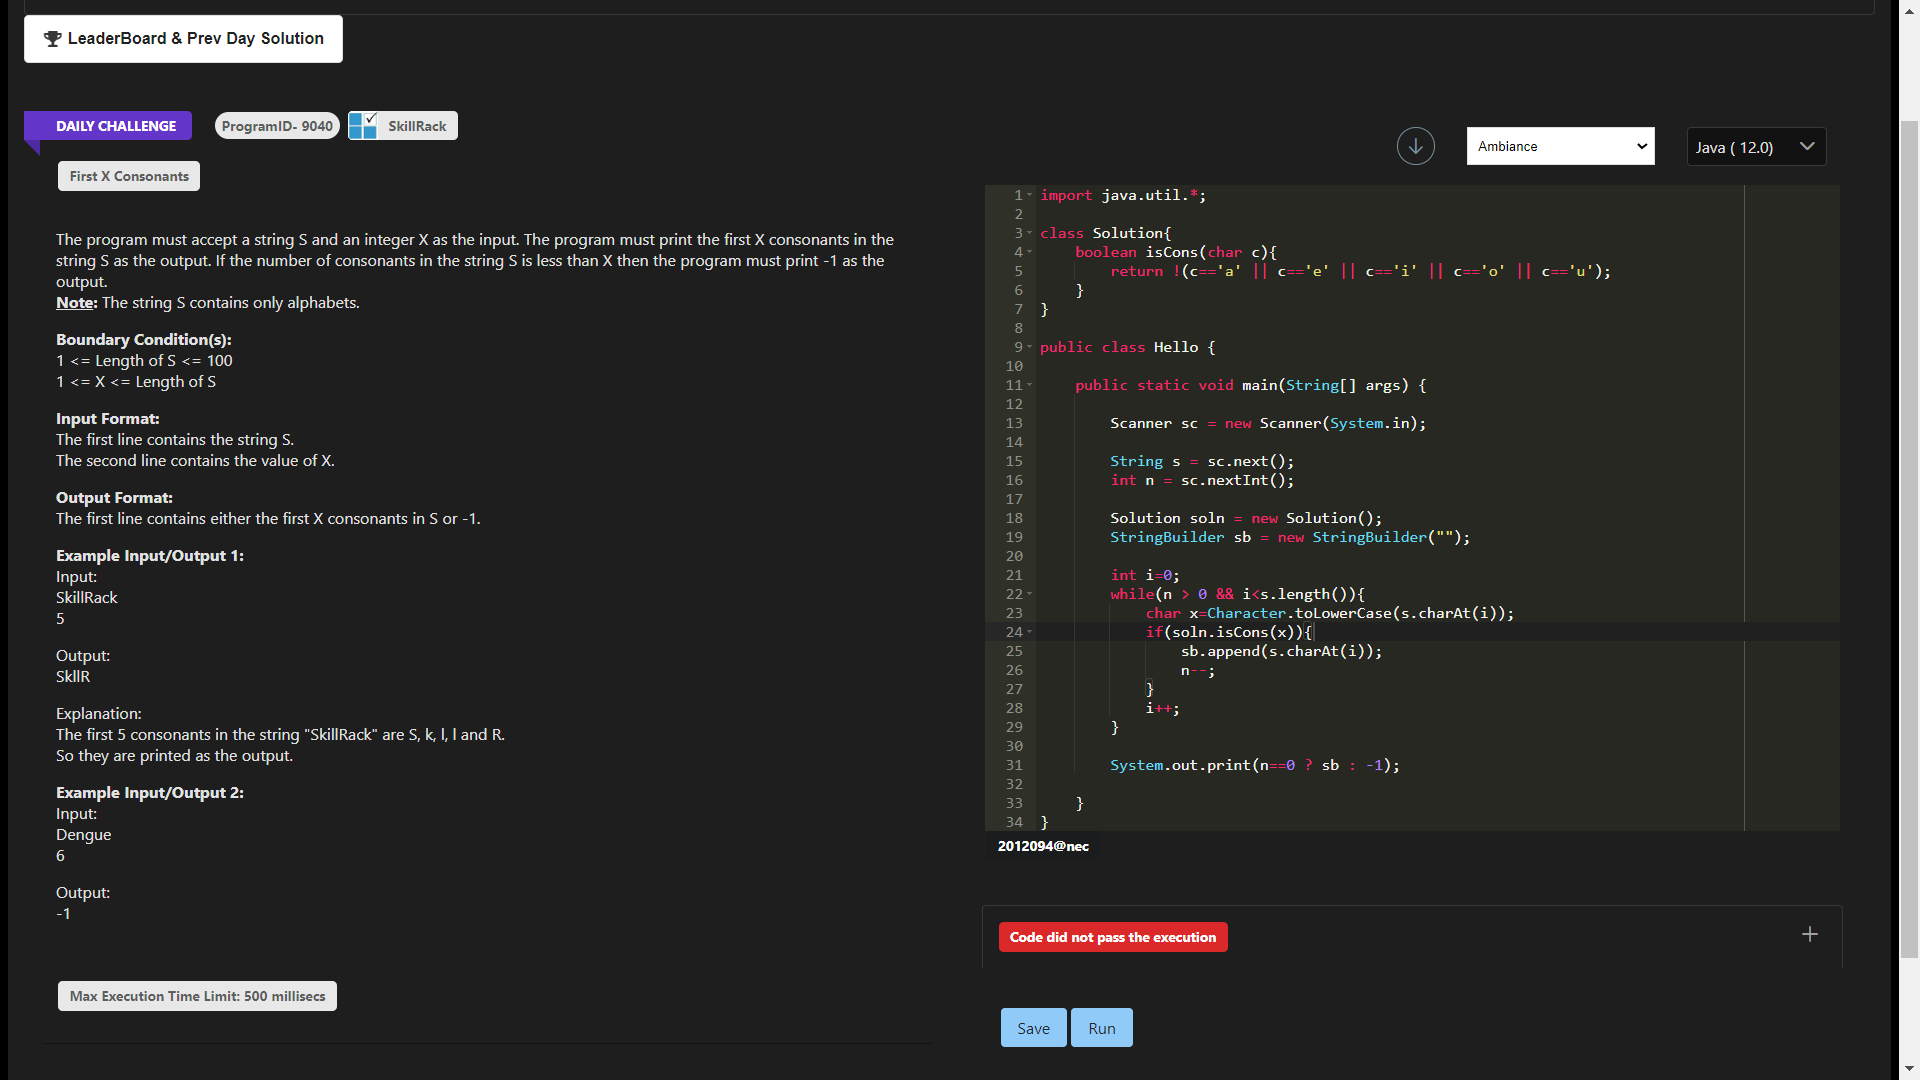 LeaderBoard & Prev Day Solution
DAILY CHALLENGE
ProgramID- 9040
SkillRack
First X Consonants
The program must accept a string S and an integer X as the input. The program must print the first X consonants in the
string S as the output. If the number of consonants in the string S is less than X then the program must print -1 as the
output.
Note: The string S contains only alphabets.
Boundary Condition(s):
1 <= Length of S <= 100
1 <= X <= Length of S
Input Format:
The first line contains the string S.
The second line contains the value of X.
Output Format:
The first line contains either the first X consonants in S or -1.
Example Input/Output 1:
Input:
SkillRack
5
Output:
SkllR
Explanation:
The first 5 consonants in the string "SkillRack" are S, k, l, l and R.
So they are printed as the output.
Example Input/Output 2:
Input:
Dengue
6
Output:
-1
Max Execution Time Limit: 500 millisecs
Ambiance
Java ( 12.0)
1 import java.util.*;
2
3 class Solution{
4 boolean isCons(char c){
5 return !(c=='a' || c=='e' || c=='i' || c=='o' || c=='u');
6 }
7 }
8
9 public class Hello {
10
11 public static void main(String[] args) {
12
13 Scanner sc = new Scanner(System.in);
14
15 String s = sc.next();
16 int n = sc.nextInt();
17
18 Solution soln = new Solution();
19 StringBuilder sb = new StringBuilder("");
20
21 int i=0;
22 while(n > 0 && i<s.length()){
23 char x=Character.toLowerCase(s.charAt(i));
24 if(soln.isCons(x)){
25 sb.append(s.charAt(i));
26 n--;
27 }
28 i++;
29 }
30
31 System.out.print(n==0 ? sb : -1);
32
33 }
34 }
2012094@nec
Code did not pass the execution
Save
Run